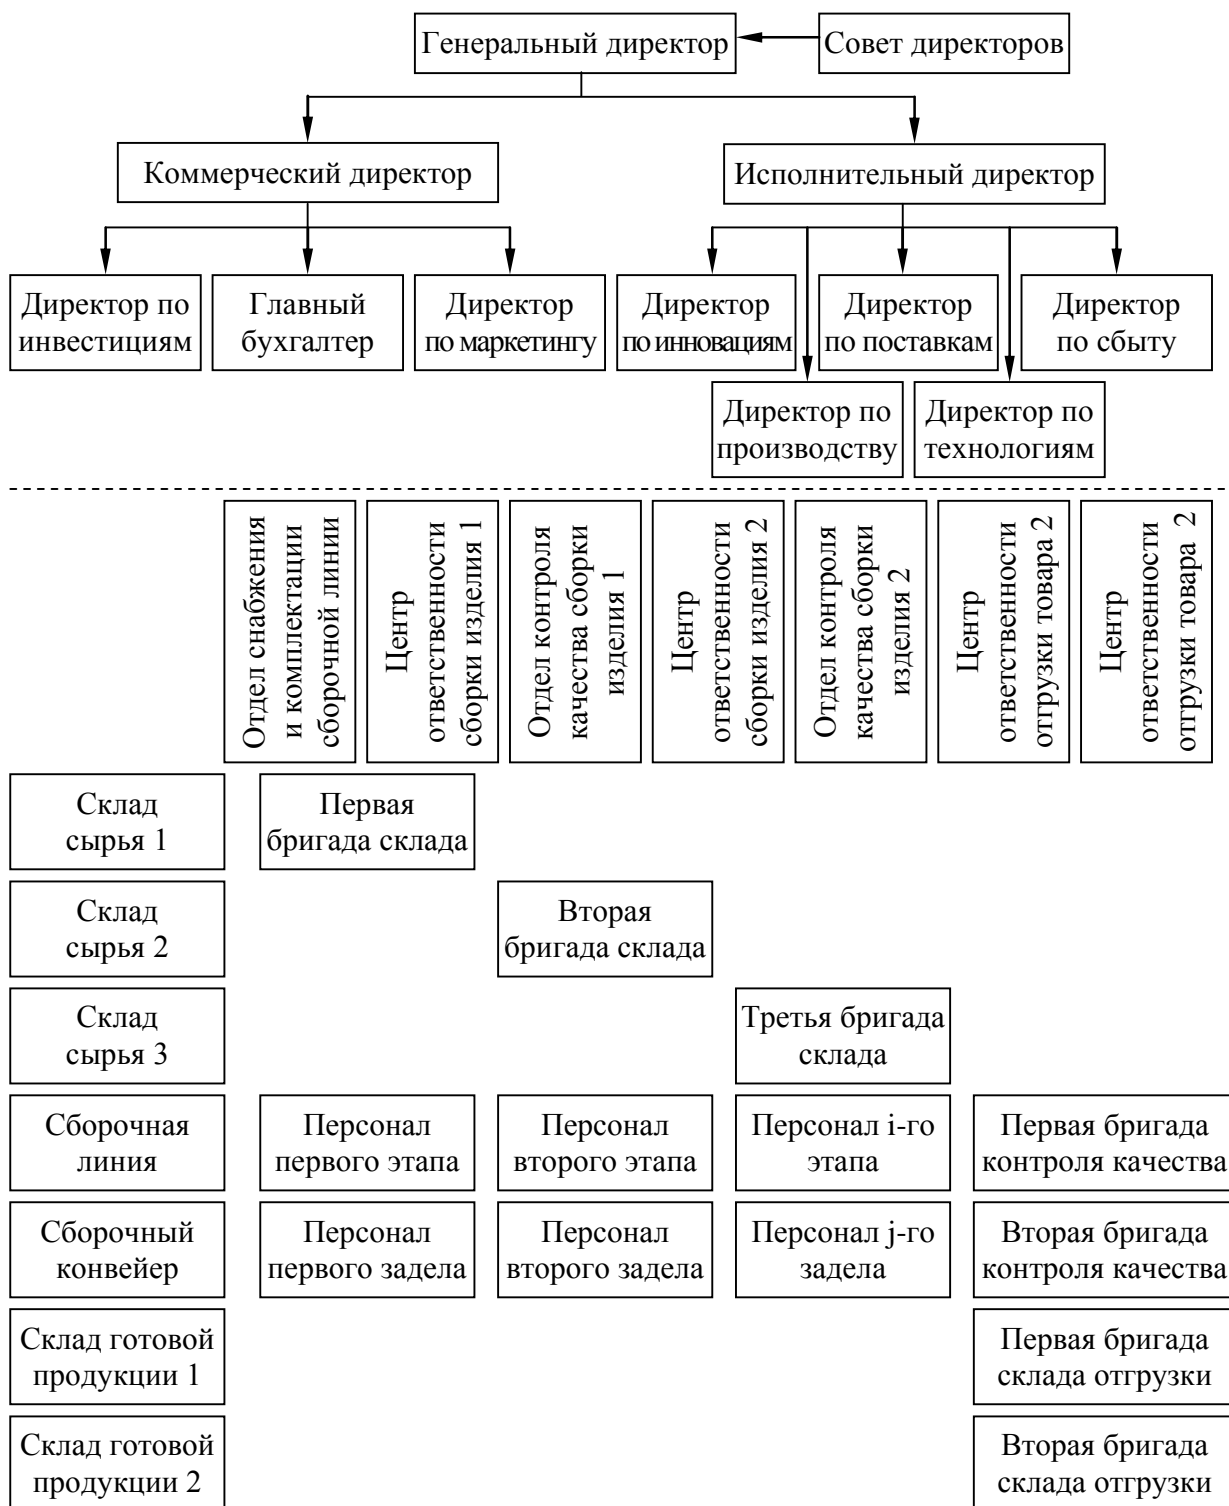 Генеральный директор
Совет директоров
Коммерческий директор
Исполнительный директор
Директор по
инвестициям
Главный
бухгалтер
Директор
по маркетингу
Директор
по инновациям
Директор
по поставкам
Директор
по сбыту
Директор по
производству
Директор по
технологиям
Отдел снабжения
и комплектации
сборочной линии
Центр
ответственности
сборки изделия 1
Отдел контроля
качества сборки
изделия 1
Центр
ответственности
сборки изделия 2
Отдел контроля
качества сборки
изделия 2
Центр
ответственности
отгрузки товара 2
Центр
ответственности
отгрузки товара 2
Склад
сырья 1
Первая
бригада склада
Склад
сырья 2
Вторая
бригада склада
Склад
сырья 3
Третья бригада
склада
Сборочная
линия
Персонал
первого этапа
Персонал
второго этапа
Персонал i-го
этапа
Первая бригада
контроля качества
Сборочный
конвейер
Персонал
первого задела
Персонал
второго задела
Персонал j-го
задела
Вторая бригада
контроля качества
Склад готовой
продукции 1
Первая бригада
склада отгрузки
Склад готовой
продукции 2
Вторая бригада
склада отгрузки